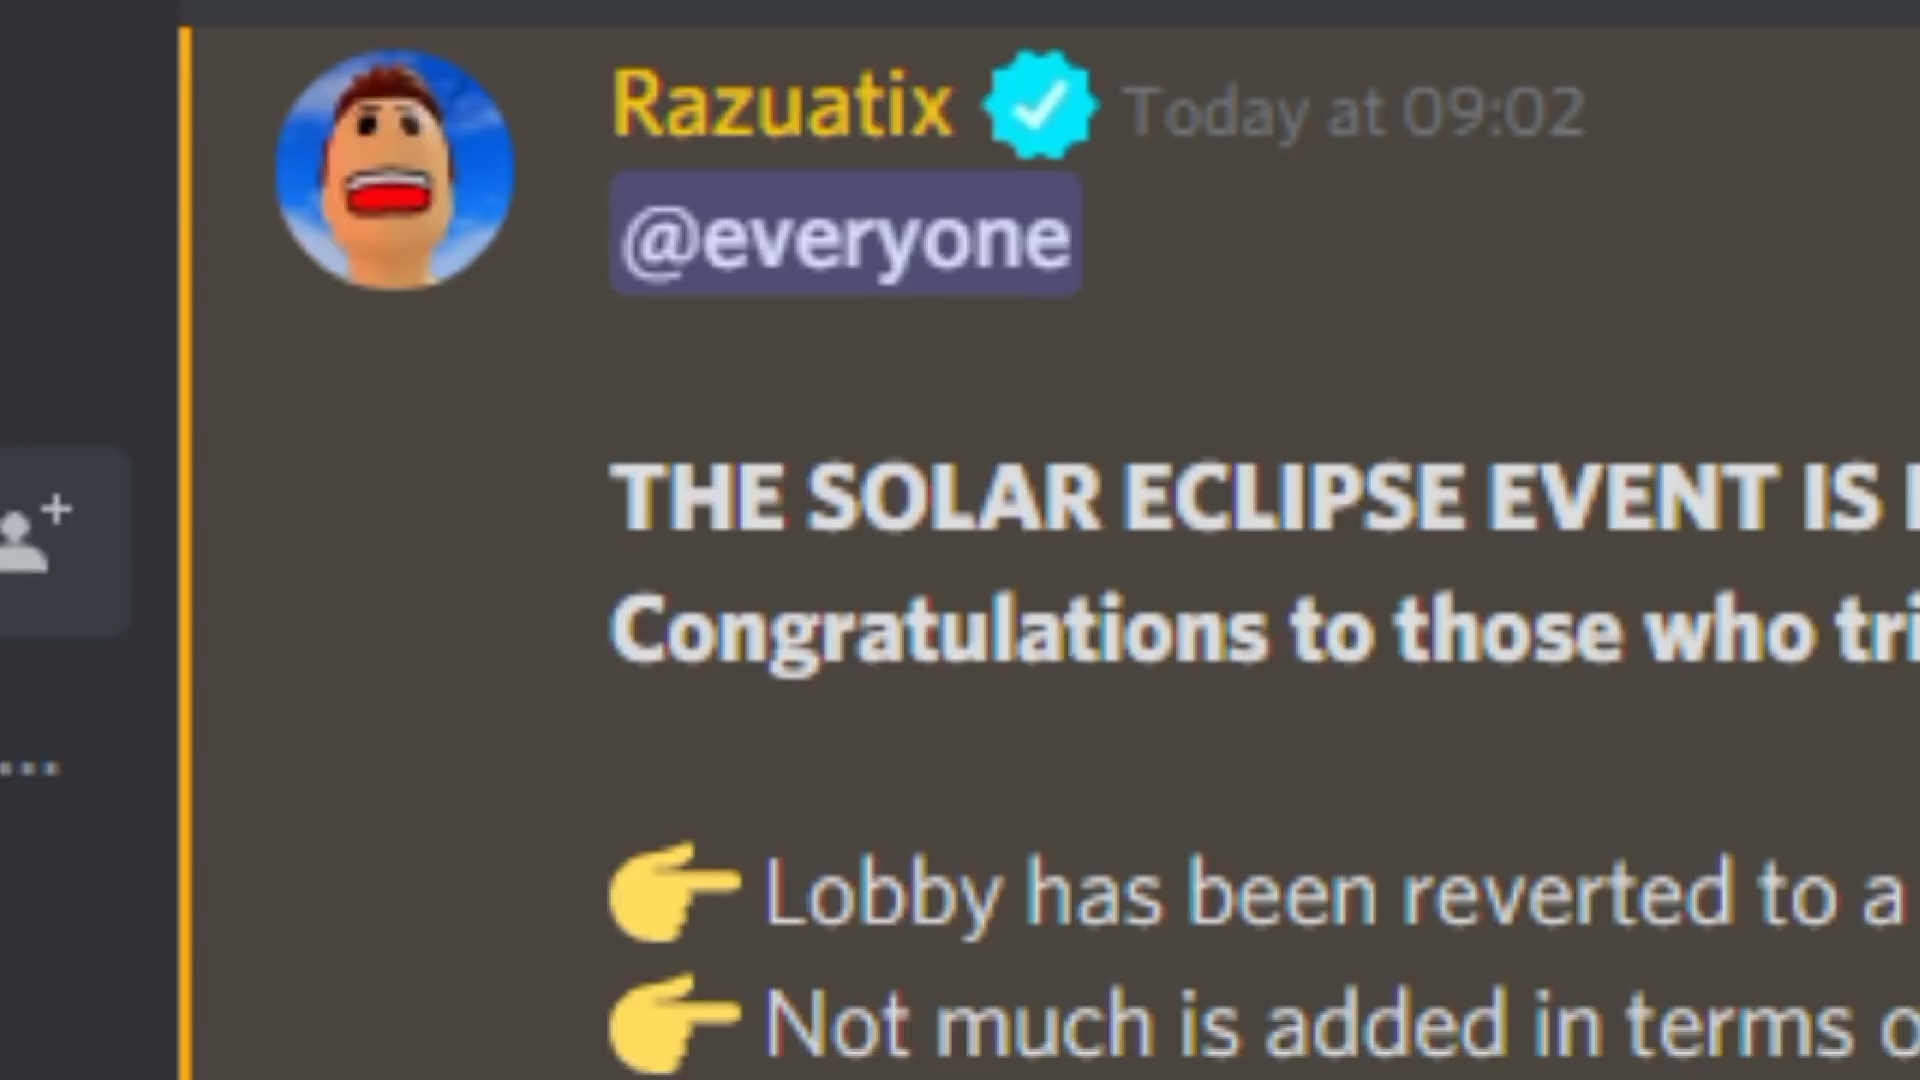 Razuatix Today at 09:02
@everyone
THE SOLAR ECLIPSE EVENT IS
Congratulations to those who
👉 Lobby has been reverted to a
👉 Not much is added in terms
...